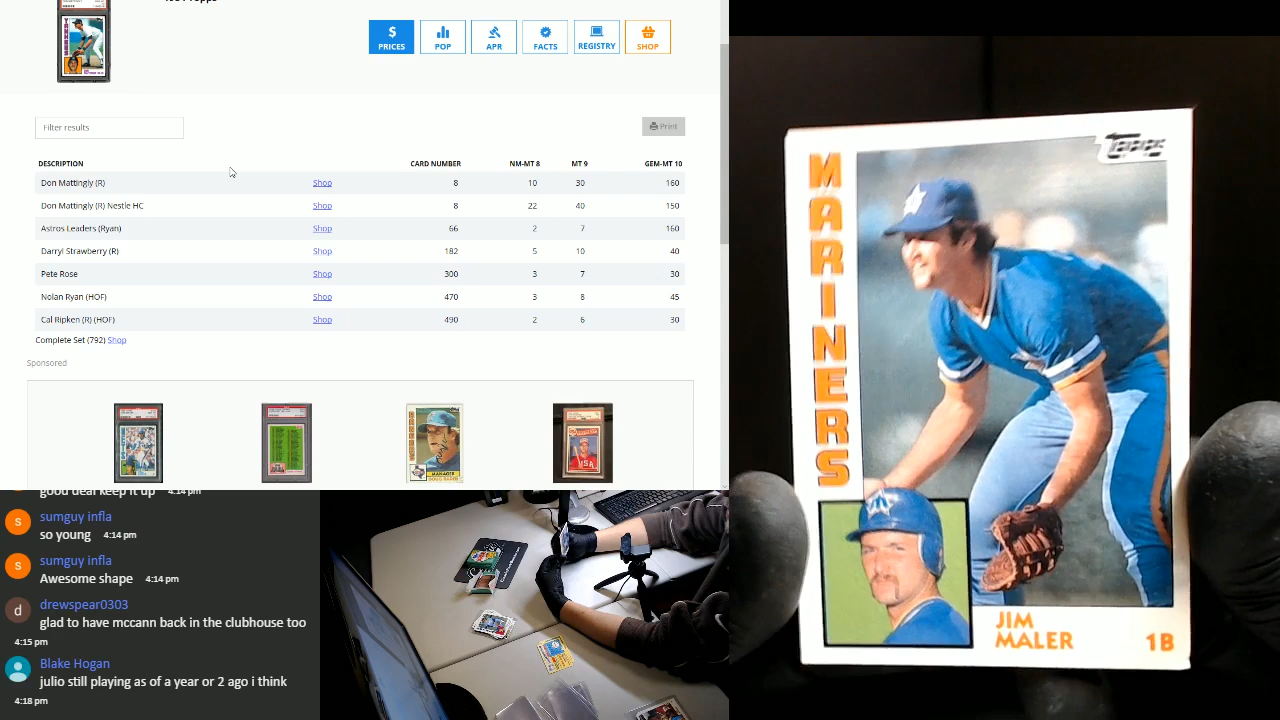 PRICES
POP
APR
FACTS
REGISTRY
SHOP
Filter results
Print
DESCRIPTION CARD NUMBER NM-MT 8 MT 9 GEM-MT 10
Don Mattingly (R) Shop 8 10 30 160
Don Mattingly (R) Nestle HC Shop 8 22 40 150
Astros Leaders (Ryan) Shop 66 2 7 160
Darryl Strawberry (R) Shop 182 5 10 40
Pete Rose Shop 300 3 7 30
Nolan Ryan (HOF) Shop 470 3 8 45
Cal Ripken (R) (HOF) Shop 490 2 6 30
Complete Set (792) Shop
Sponsored
good deal keep it up 4:14 pm
S sumguy infla
so young 4:14 pm
S sumguy infla
Awesome shape 4:14 pm
d drewspear0303
glad to have mccann back in the clubhouse too
4:15 pm
Blake Hogan
julio still playing as of a year or 2 ago i think
4:18 pm
Topps
MARINERS
JIM
MALER 1B